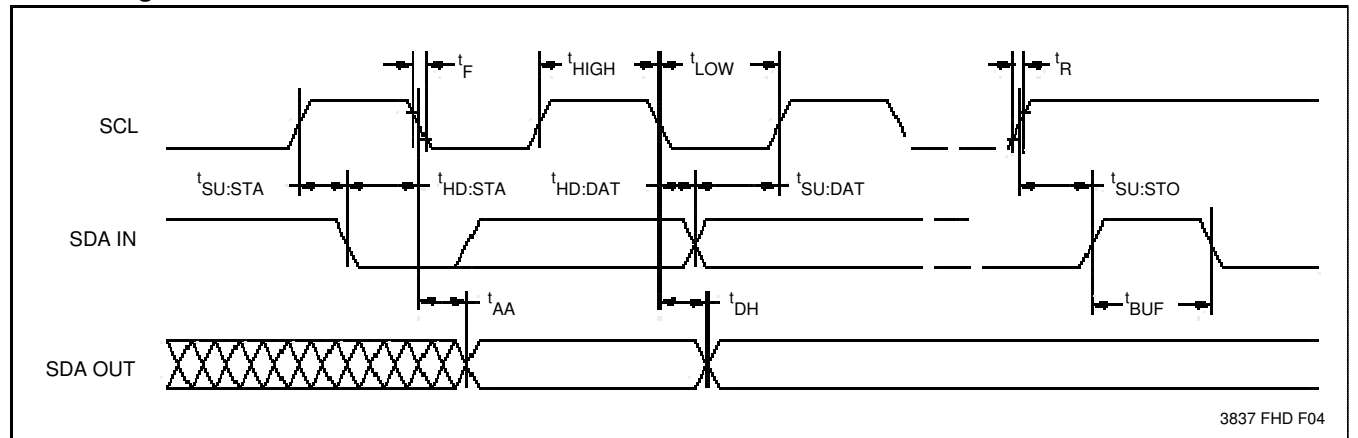 tF
tHIGH
tLOW
tR
SCL
tSU:STA
tHD:STA
tHD:DAT
tSU:DAT
tSU:STO
SDA IN
tAA
tDH
tBUF
SDA OUT
3837 FHD F04